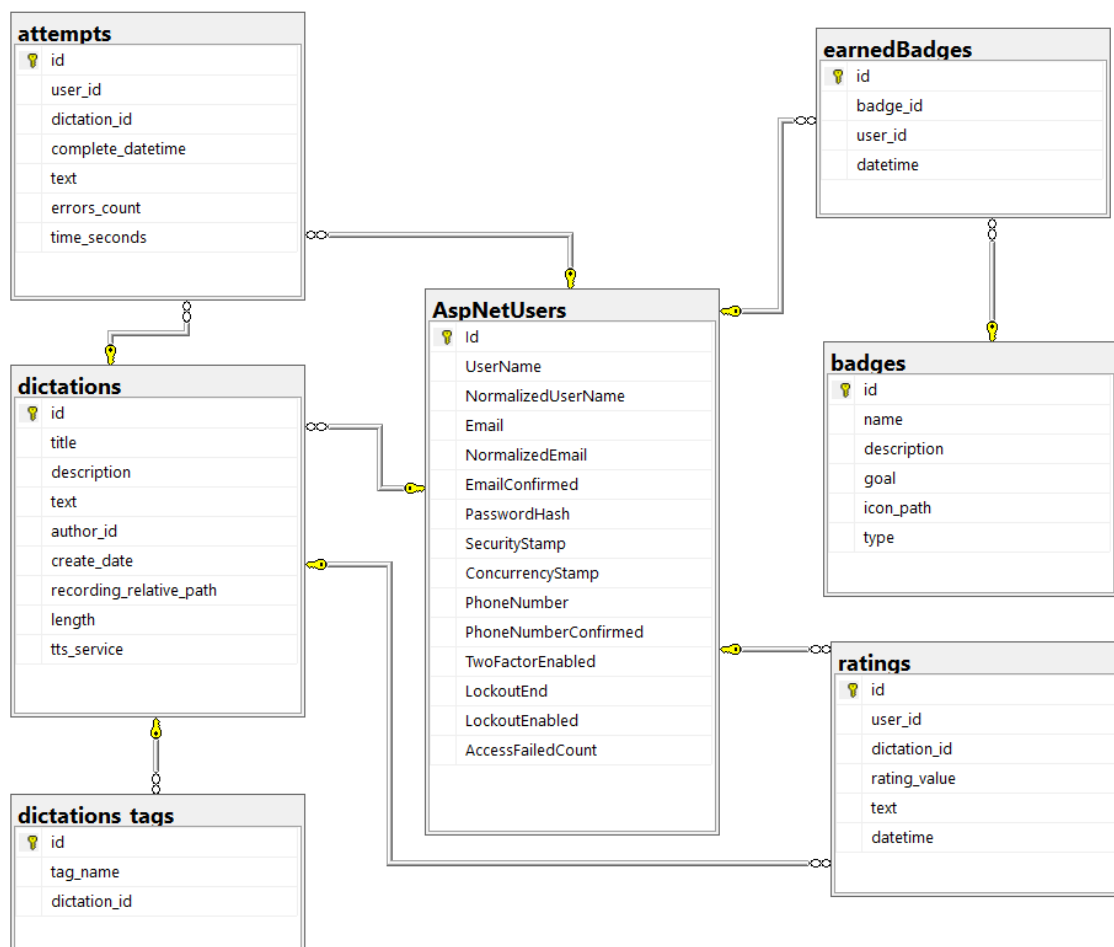 attempts
id
user_id
dictation_id
complete_datetime
text
errors_count
time_seconds
earnedBadges
id
badge_id
user_id
datetime
AspNetUsers
Id
UserName
NormalizedUserName
Email
NormalizedEmail
EmailConfirmed
PasswordHash
SecurityStamp
ConcurrencyStamp
PhoneNumber
PhoneNumberConfirmed
TwoFactorEnabled
LockoutEnd
LockoutEnabled
AccessFailedCount
badges
id
name
description
goal
icon_path
type
dictations
id
title
description
text
author_id
create_date
recording_relative_path
length
tts_service
ratings
id
user_id
dictation_id
rating_value
text
datetime
dictations_tags
id
tag_name
dictation_id